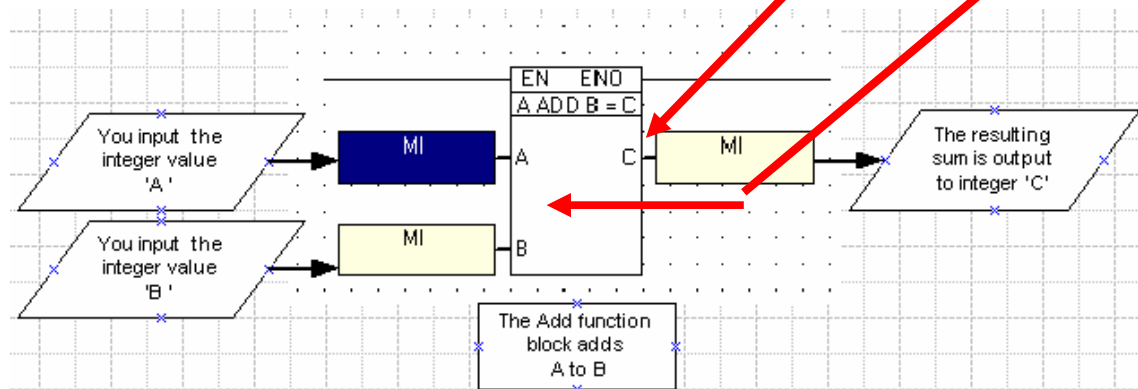 EN ENO
A ADD B = C
You input the
integer value
'A '
MI
A
C
MI
The resulting
sum is output
to integer 'C'
You input the
integer value
'B '
MI
B
The Add function
block adds
A to B